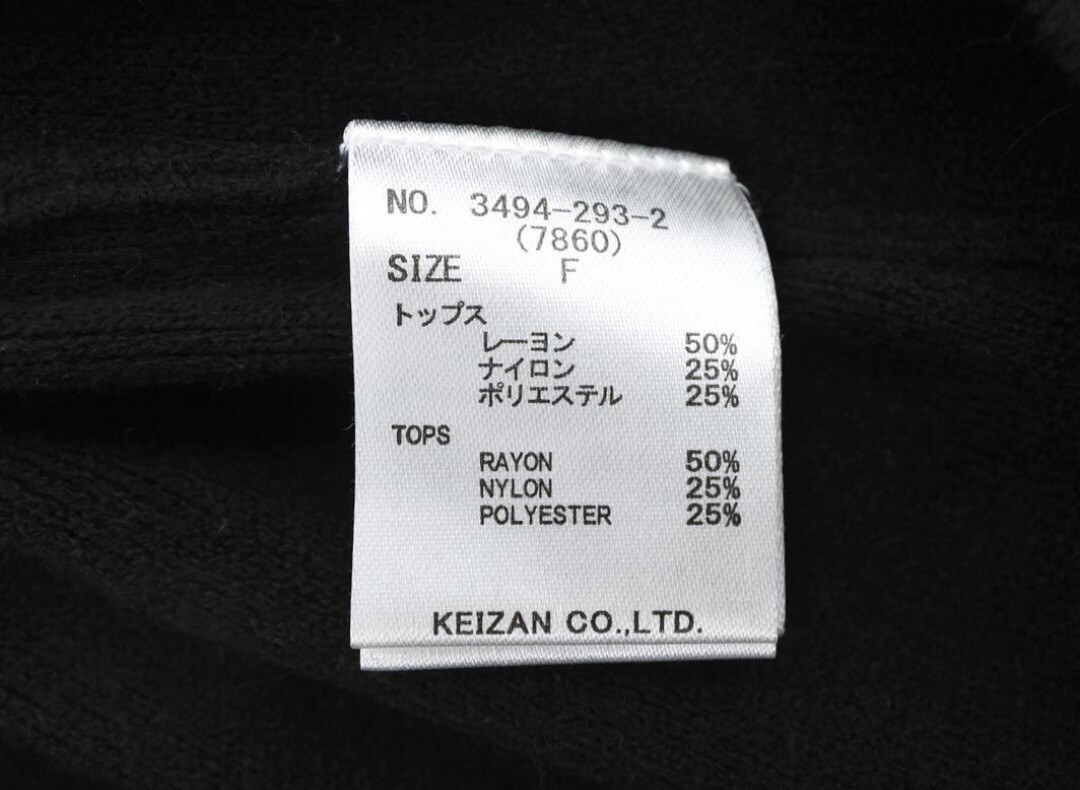 NO. 3494-293-2
(7860)
SIZE F
トップス
レーヨン 50%
ナイロン 25%
ポリエステル 25%
TOPS
RAYON 50%
NYLON 25%
POLYESTER 25%
KEIZAN CO.,LTD.